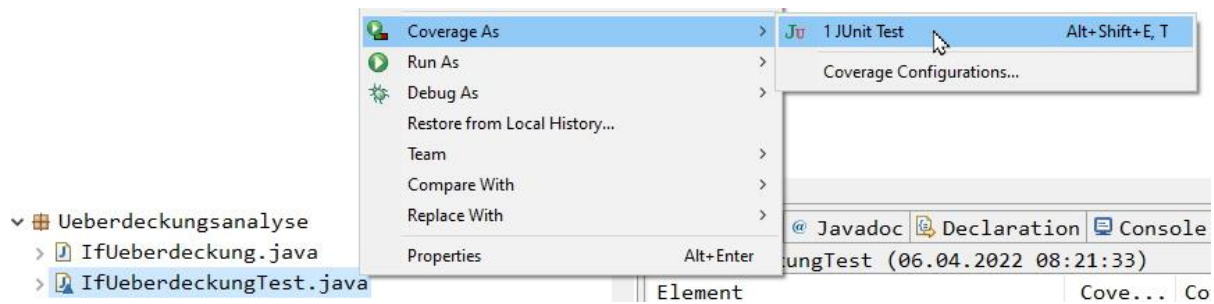 Coverage As > Ju 1 JUnit Test Alt+Shift+E, T
Run As >
Coverage Configurations...
Debug As >
Restore from Local History...
Team >
Compare With >
Replace With >
Properties Alt+Enter
Ueberdeckungsanalyse
IfUeberdeckung.java
IfUeberdeckungTest.java
@ Javadoc Declaration Console
ungTest (06.04.2022 08:21:33)
Element Cove... Co